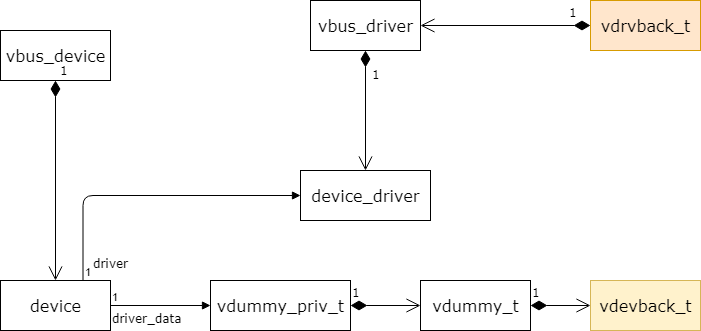 1
vbus_driver
vdrvback_t
vbus_device
1
1
device_driver
driver
1
device
1
driver_data
vdummy_priv_t
1
vdummy_t
1
vdevback_t